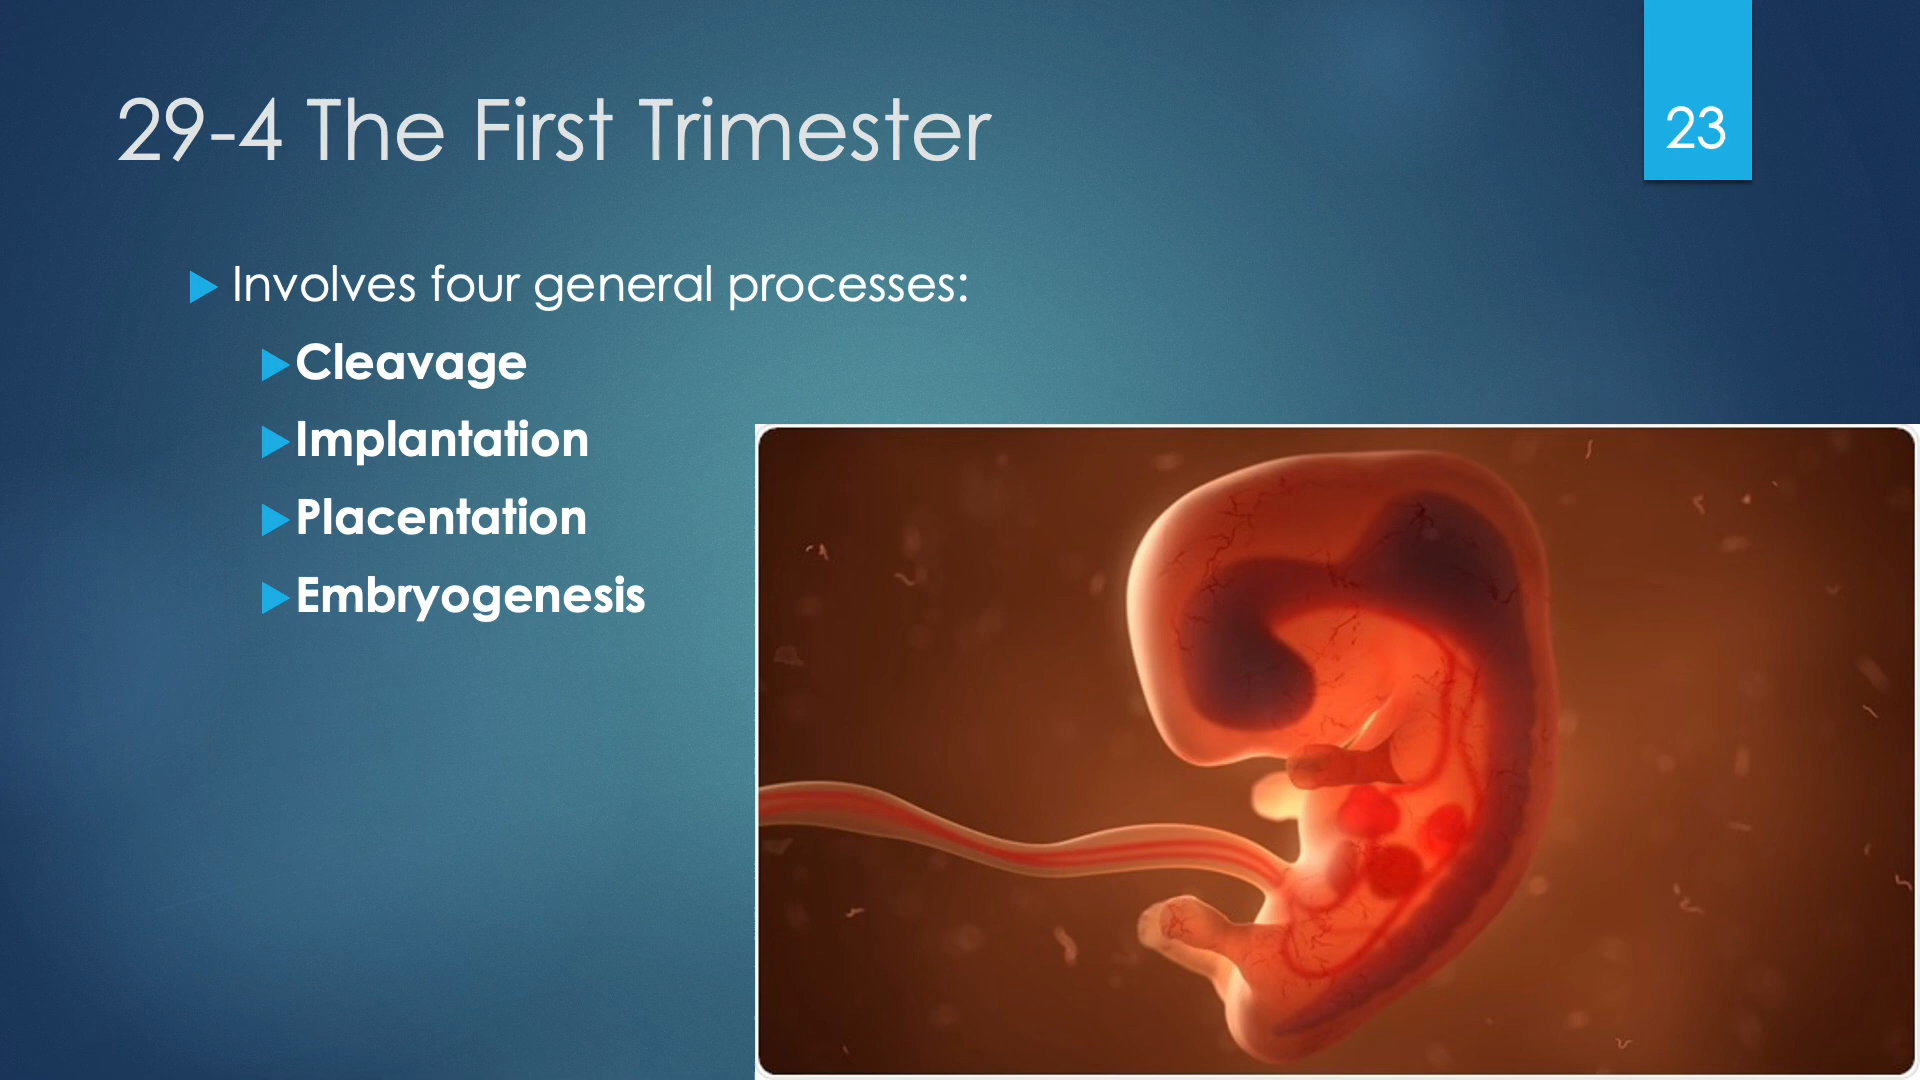 29-4 The First Trimester
23
Involves four general processes:
Cleavage
Implantation
Placentation
Embryogenesis